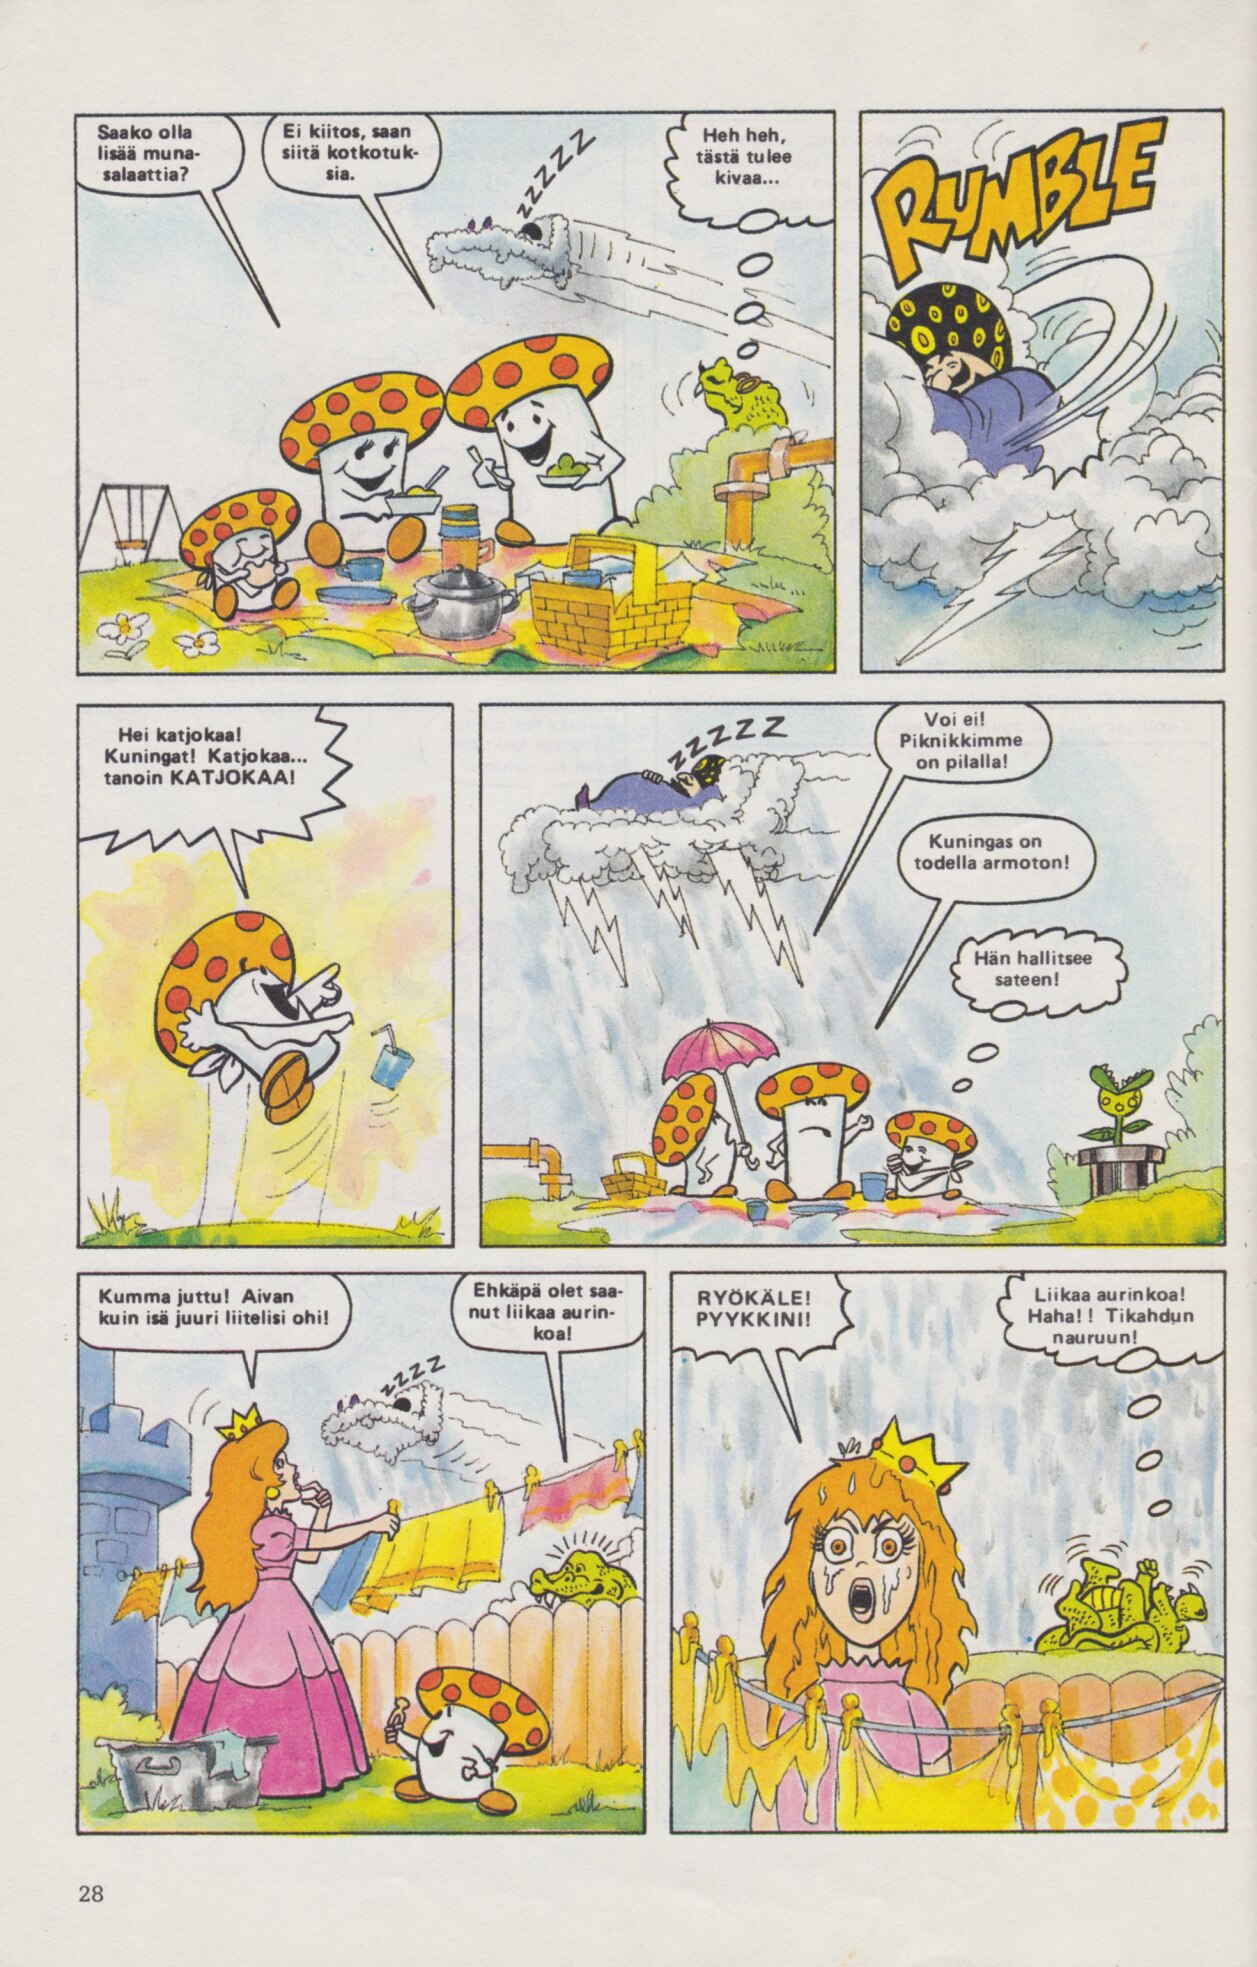 Saako olla
lisää muna-
salaattia?
Ei kiitos, saan
siitä kotkotuk-
sia.
zzzzz
Heh heh,
tästä tulee
kivaa...
RUMBLE
Hei katjokaa!
Kuningat! Katjokaa...
tanoin KATJOKAA!
zzzzz
Voi ei!
Piknikkimme
on pilalla!
Kuningas on
todella armoton!
Hän hallitsee
sateen!
Kumma juttu! Aivan
kuin isä juuri liitelisi ohi!
zzzz
Ehkäpä olet saa-
nut liikaa aurin-
koa!
RYÖKÄLE!
PYYKKINI!
Liikaa aurinkoa!
Haha!! Tikahdun
nauruun!
28